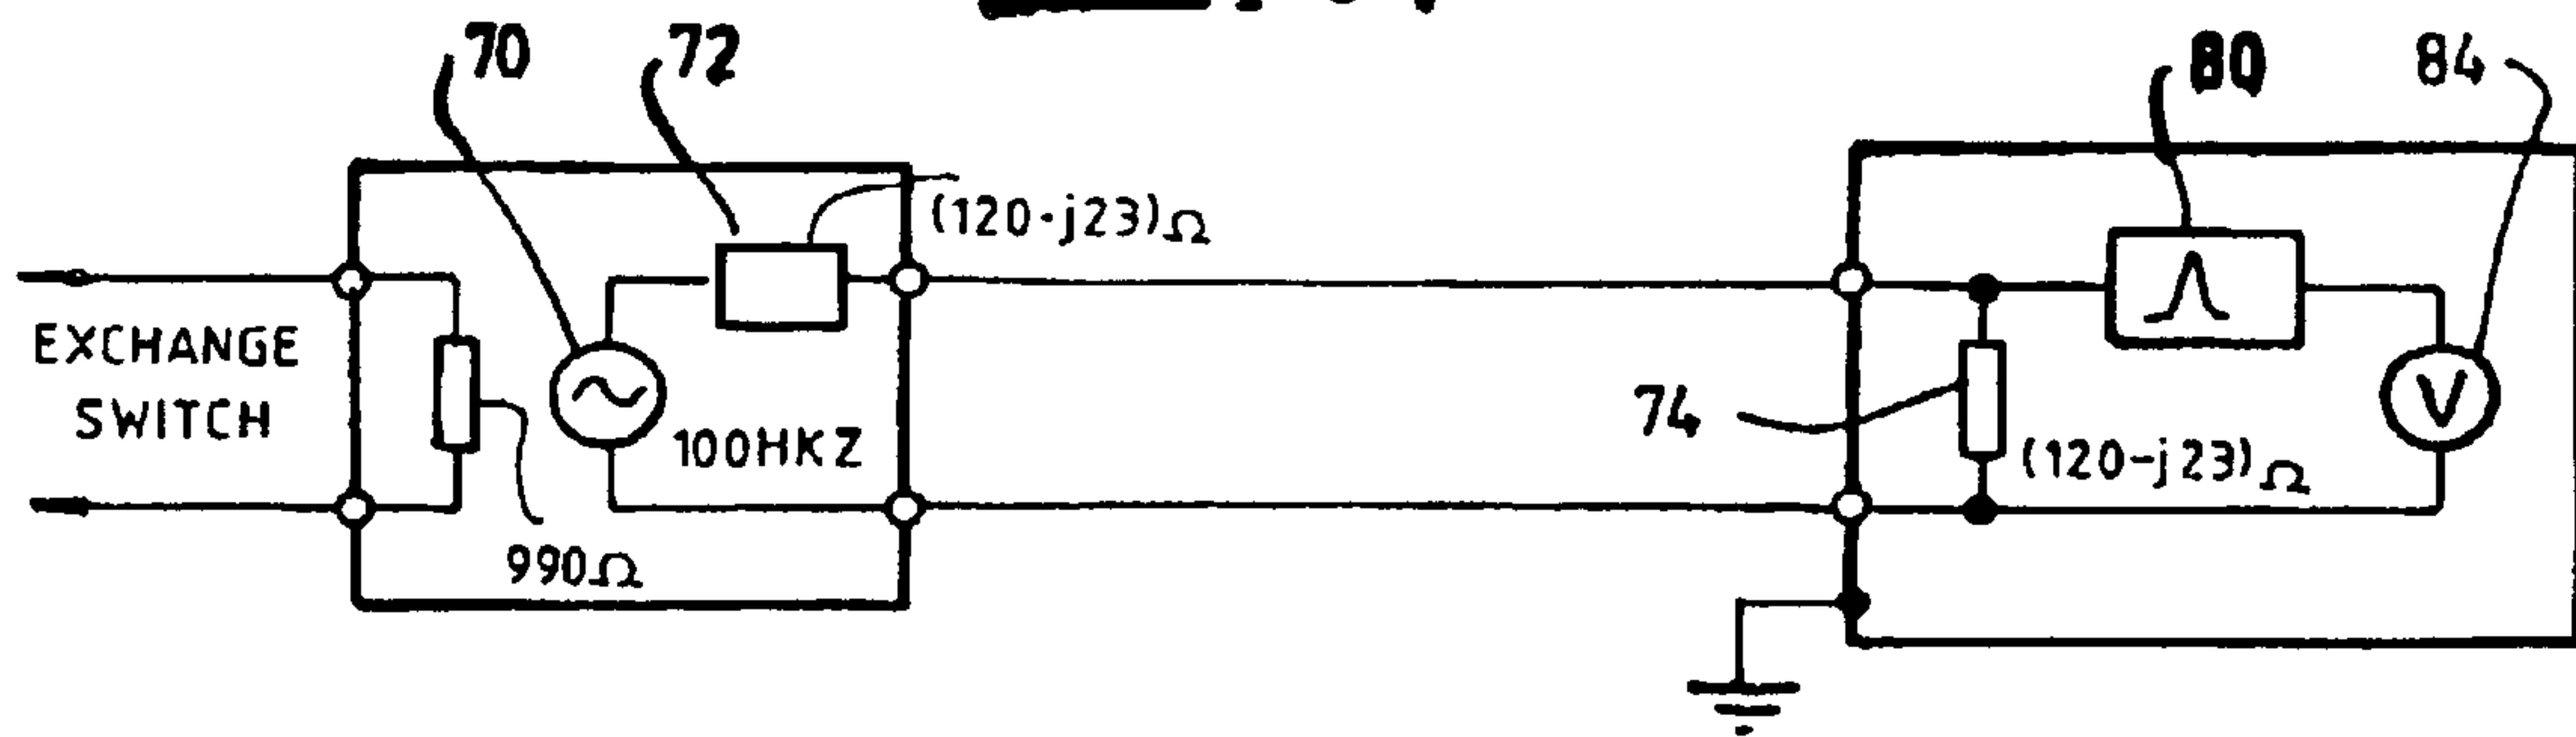 70
72
80
84
(120-j23)Ω
EXCHANGE
SWITCH
100HKZ
74
(120-j23)Ω
V
990Ω